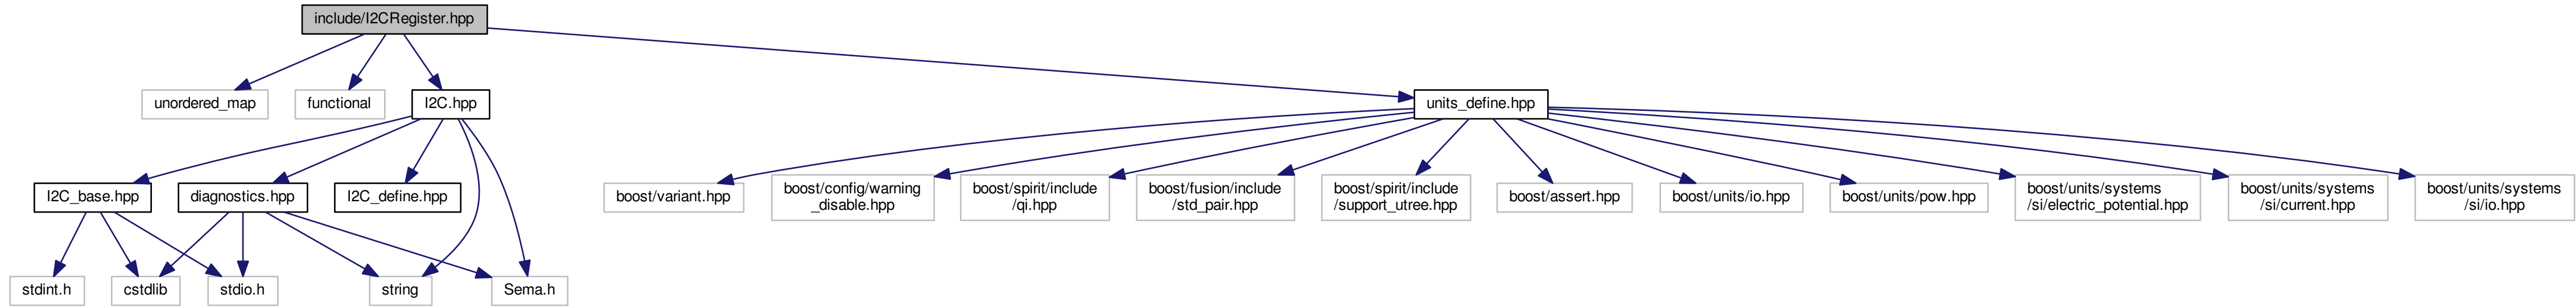 include/I2CRegister.hpp
unordered_map
functional
I2C.hpp
units_define.hpp
I2C_base.hpp
diagnostics.hpp
I2C_define.hpp
boost/variant.hpp
boost/config/warning
_disable.hpp
boost/spirit/include
/qi.hpp
boost/fusion/include
/std_pair.hpp
boost/spirit/include
/support_utree.hpp
boost/assert.hpp
boost/units/io.hpp
boost/units/pow.hpp
boost/units/systems
/si/electric_potential.hpp
boost/units/systems
/si/current.hpp
boost/units/systems
/si/io.hpp
stdint.h
cstdlib
stdio.h
string
Sema.h